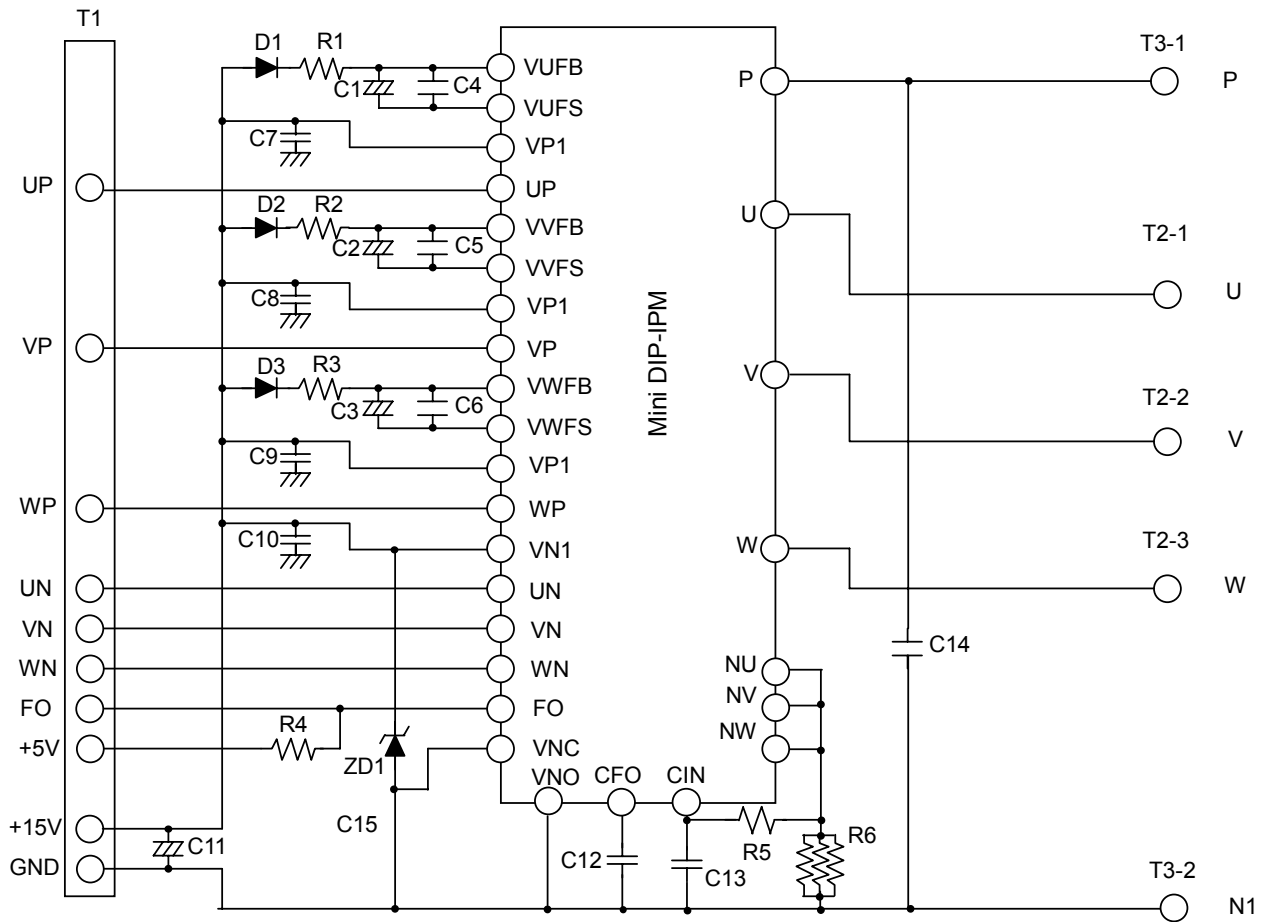 T1
T3-1
D1
R1
VUFB
P
P
C1
C4
VUFS
C7
VP1
UP
UP
D2
R2
VVFB
U
T2-1
C2
C5
VVFS
U
C8
VP1
Mini DIP-IPM
VP
VP
D3
R3
VWFB
V
T2-2
C3
C6
VWFS
V
C9
VP1
WP
WP
C10
VN1
W
T2-3
UN
UN
W
VN
VN
C14
WN
WN
NU
FO
FO
NV
R4
NW
+5V
ZD1
VNC
VNO
CFO
CIN
+15V
C11
C15
R5
R6
GND
C12
C13
T3-2
N1